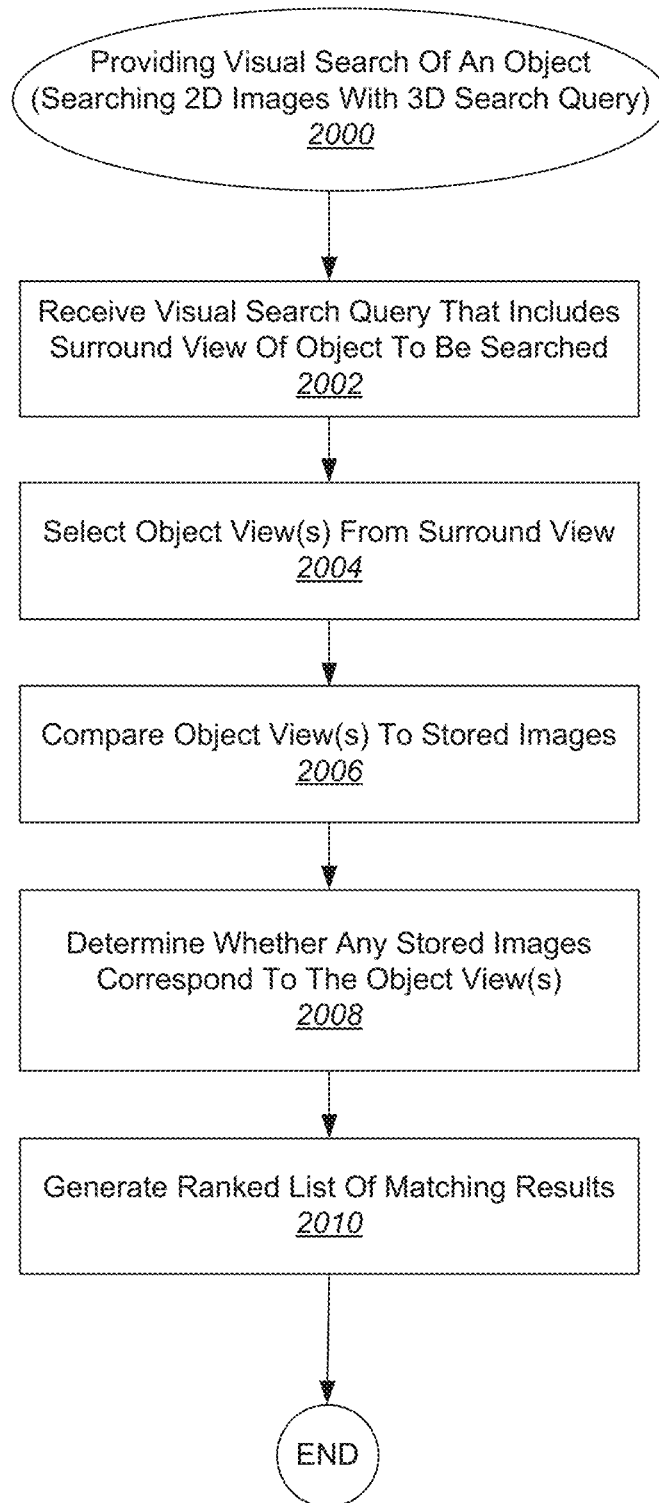 Providing Visual Search Of An Object
(Searching 2D Images With 3D Search Query)
2000
Receive Visual Search Query That Includes
Surround View Of Object To Be Searched
2002
Select Object View(s) From Surround View
2004
Compare Object View(s) To Stored Images
2006
Determine Whether Any Stored Images
Correspond To The Object View(s)
2008
Generate Ranked List Of Matching Results
2010
END